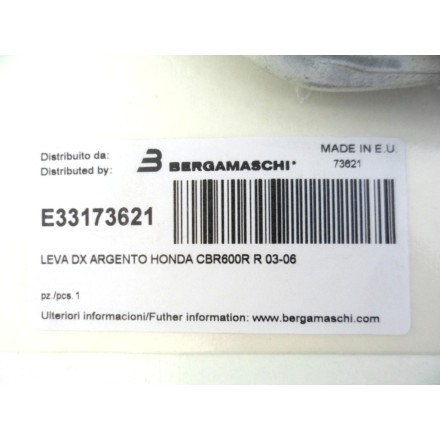 Distribuito da:
Distributed by:
BERGAMASCHI
MADE IN E.U.
73621
E33173621
LEVA DX ARGENTO HONDA CBR600R R 03-06
pz./pcs. 1
Ulteriori informacioni/Futher information: www.bergamaschi.com